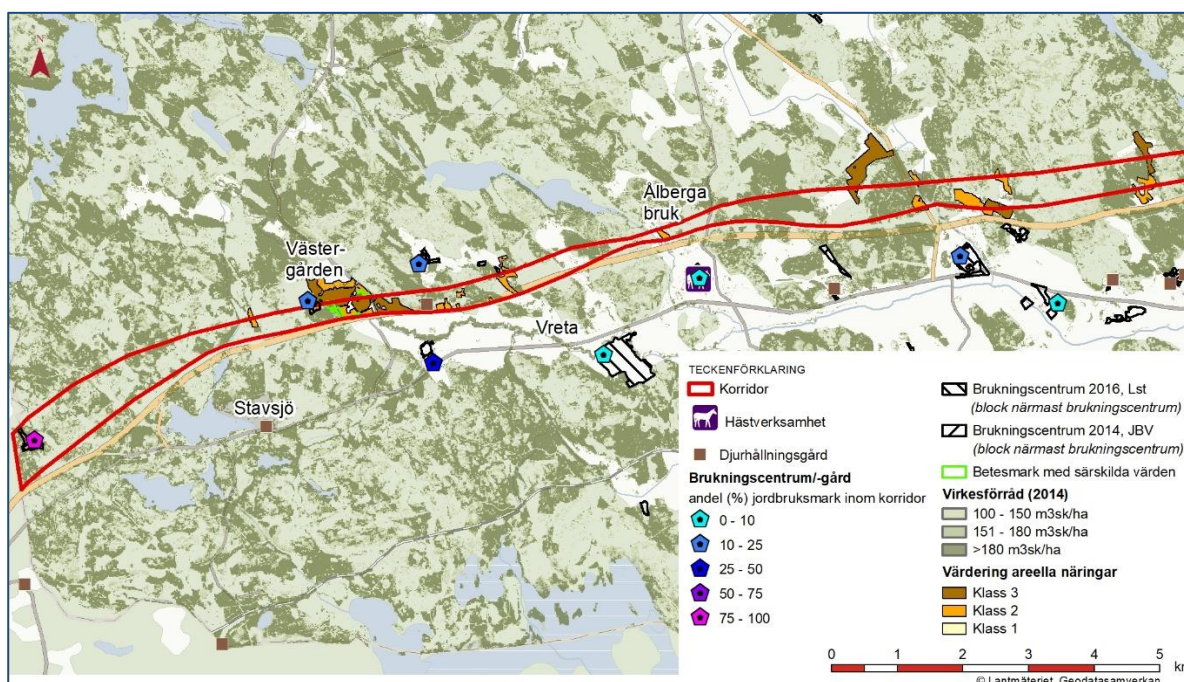 N
Ålberga
bruk
Väster-
garden
Vreta
Stavsjö
TECKENFÖRKLARING
Korridor
Hästverksamhet
Djurhållningsgård
Brukningscentrum/-gård
andel (%) jordbruksmark inom korridor
0 - 10
10 - 25
25 - 50
50 - 75
75 - 100
Brukningscentrum 2016, Lst
(block närmast brukningscentrum)
Brukningscentrum 2014, JBV
(block närmast brukningscentrum)
Betesmark med särskilda värden
Virkesförråd (2014)
100 - 150 m3sk/ha
151 - 180 m3sk/ha
>180 m3sk/ha
Värdering areella näringar
Klass 3
Klass 2
Klass 1
0 1 2 3 4 5
© Lantmäteriet, Geodatasamverkan